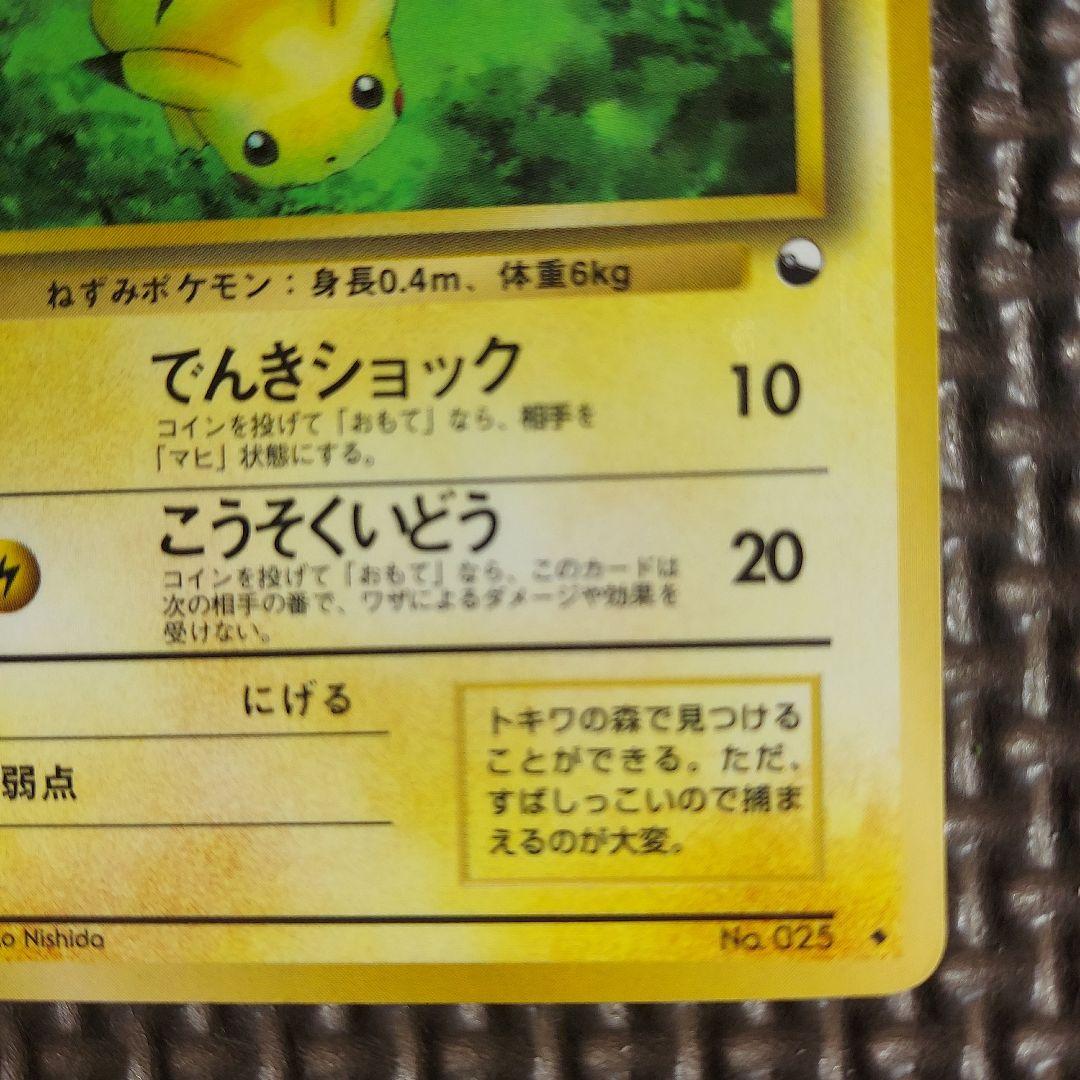 ねずみポケモン：身長0.4m、体重6kg
でんきショック 10
コインを投げて「おもて」なら、相手を
「マヒ」状態にする。
こうそくいどう 20
コインを投げて「おもて」なら、このカードは
次の相手の番で、ワザによるダメージや効果を
受けない。
にげる
弱点
トキワの森で見つける
ことができる。ただ、
すばしっこいので捕ま
えるのが大変。
o Nishida
No. 025